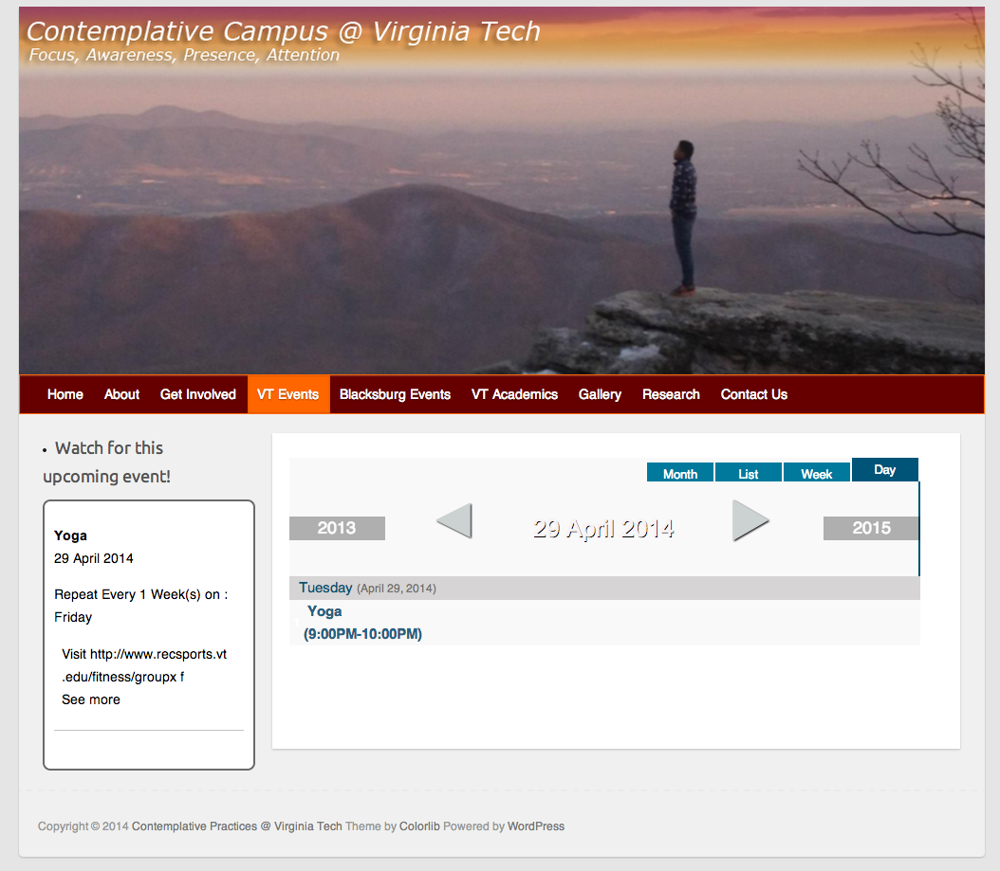 Contemplative Campus @ Virginia Tech
Focus, Awareness, Presence, Attention
Home About Get Involved VT Events Blacksburg Events VT Academics Gallery Research Contact Us
• Watch for this
upcoming event!
Yoga
29 April 2014
Repeat Every 1 Week(s) on :
Friday
Visit http://www.recsports.vt
.edu/fitness/groupx f
See more
Month List Week Day
2013 29 April 2014 2015
Tuesday (April 29, 2014)
Yoga
(9:00PM-10:00PM)
Copyright © 2014 Contemplative Practices @ Virginia Tech Theme by Colorlib Powered by WordPress